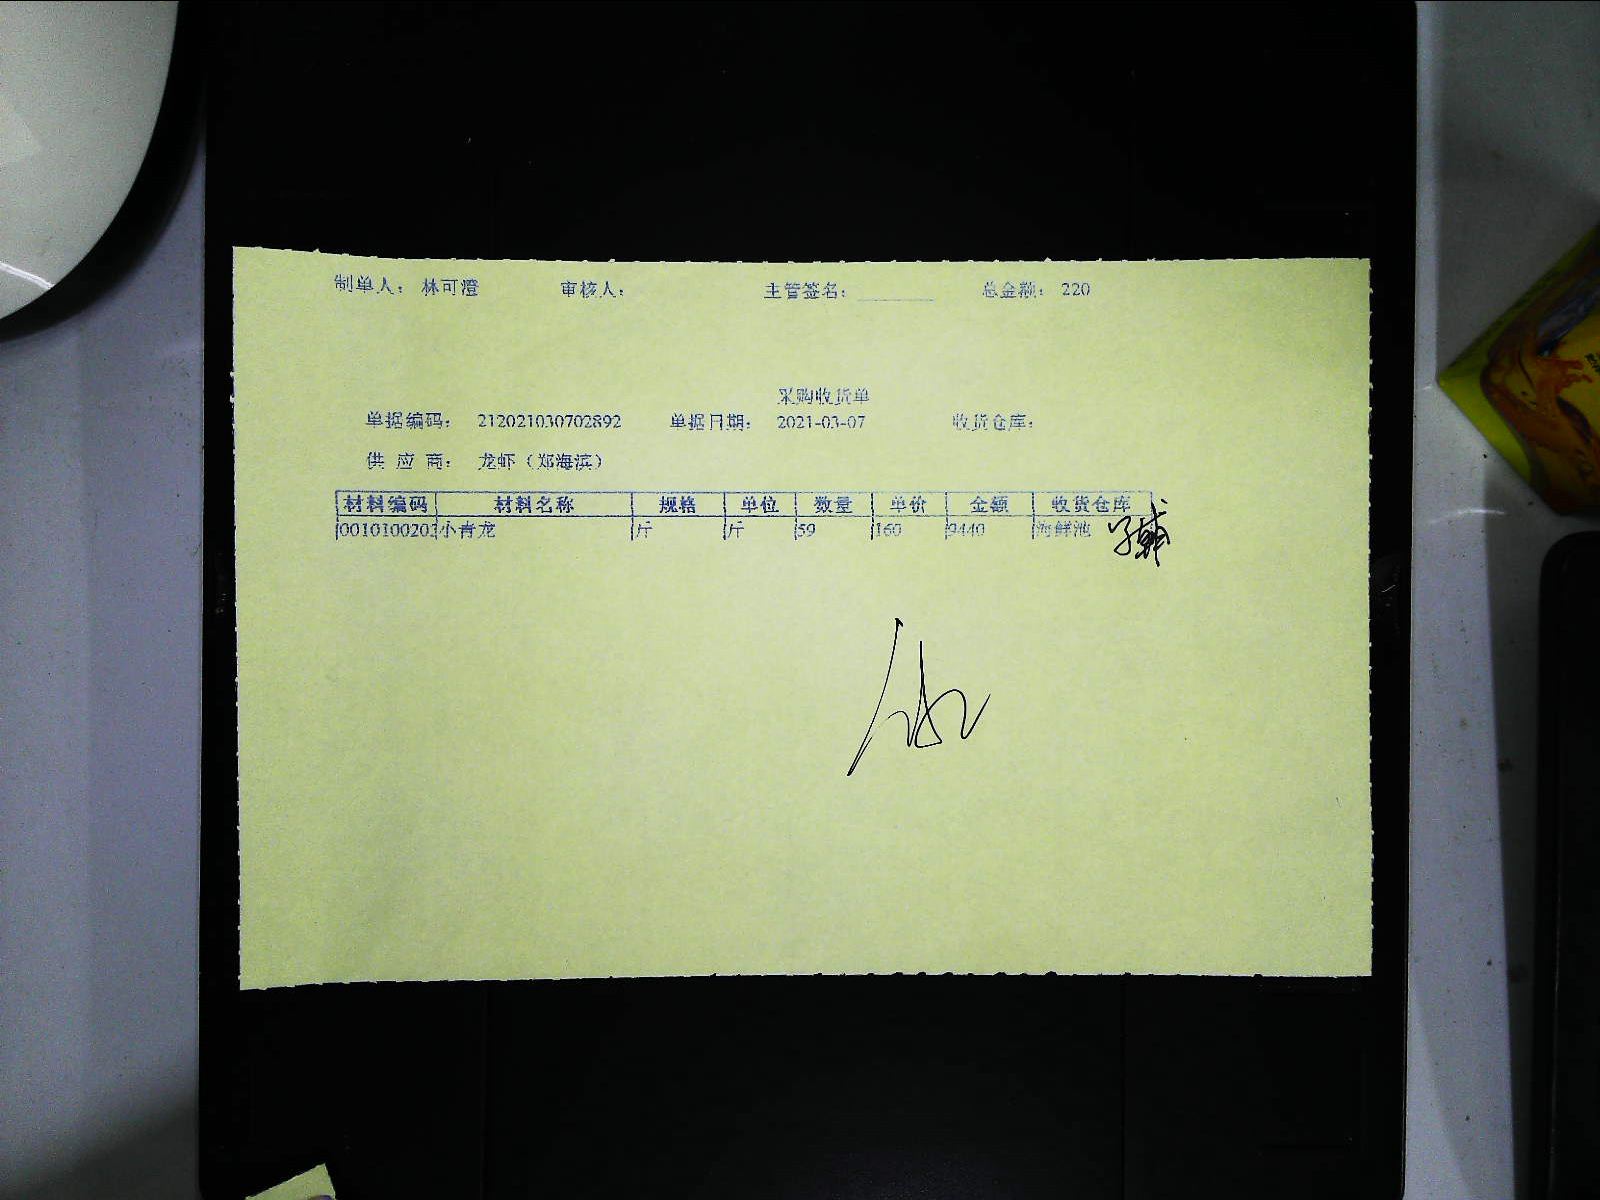 制单人： 林可澄 审核人： 主管签名： 总金额： 220
采购收货单
单据编码： 212021030702892 单据日期： 2021-03-07 收货仓库：
供 应 商： 龙虾（郑海滨）
材料编码 材料名称 规格 单位 数量 单价 金额 收货仓库
0010100202 小青龙 斤 斤 59 160 9440 海鲜池